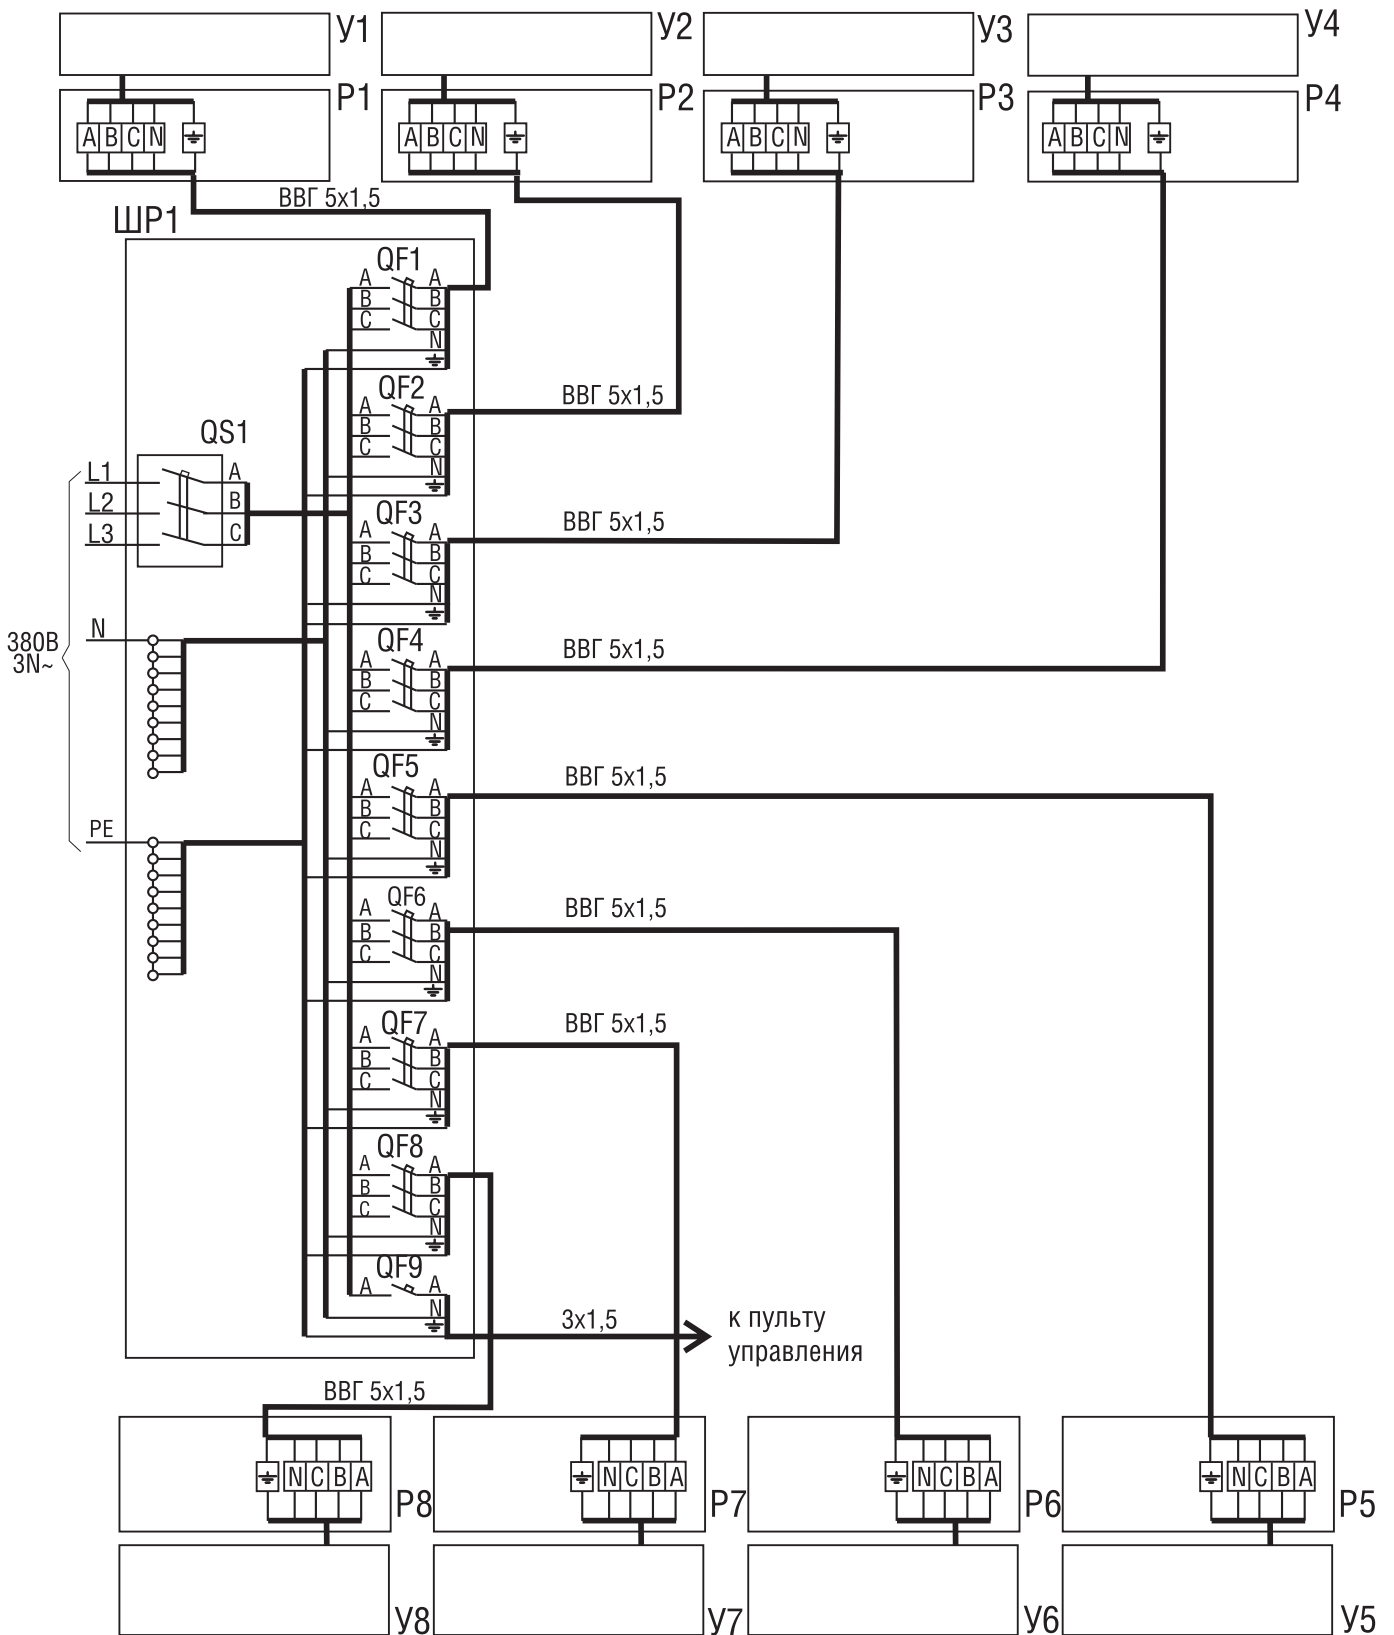 У1 У2 У3 У4
Р1 Р2 Р3 Р4
A B C N A B C N A B C N A B C N
ВВГ 5х1,5
ШР1
QF1
A A
B B
C C
N
QF2
ВВГ 5х1,5
A A
B B
C C
N
QS1
L1 A
L2 B
L3 C
QF3
ВВГ 5х1,5
A A
B B
C C
N
N
380В
3N~
QF4
ВВГ 5х1,5
A A
B B
C C
N
QF5
ВВГ 5х1,5
A A
B B
C C
N
PE
QF6
ВВГ 5х1,5
A A
B B
C C
N
QF7
ВВГ 5х1,5
A A
B B
C C
N
QF8
A A
B B
C C
N
QF9
A A
N
3х1,5
к пульту
управления
ВВГ 5х1,5
N C B A N C B A N C B A N C B A
Р8 Р7 Р6 Р5
У8 У7 У6 У5